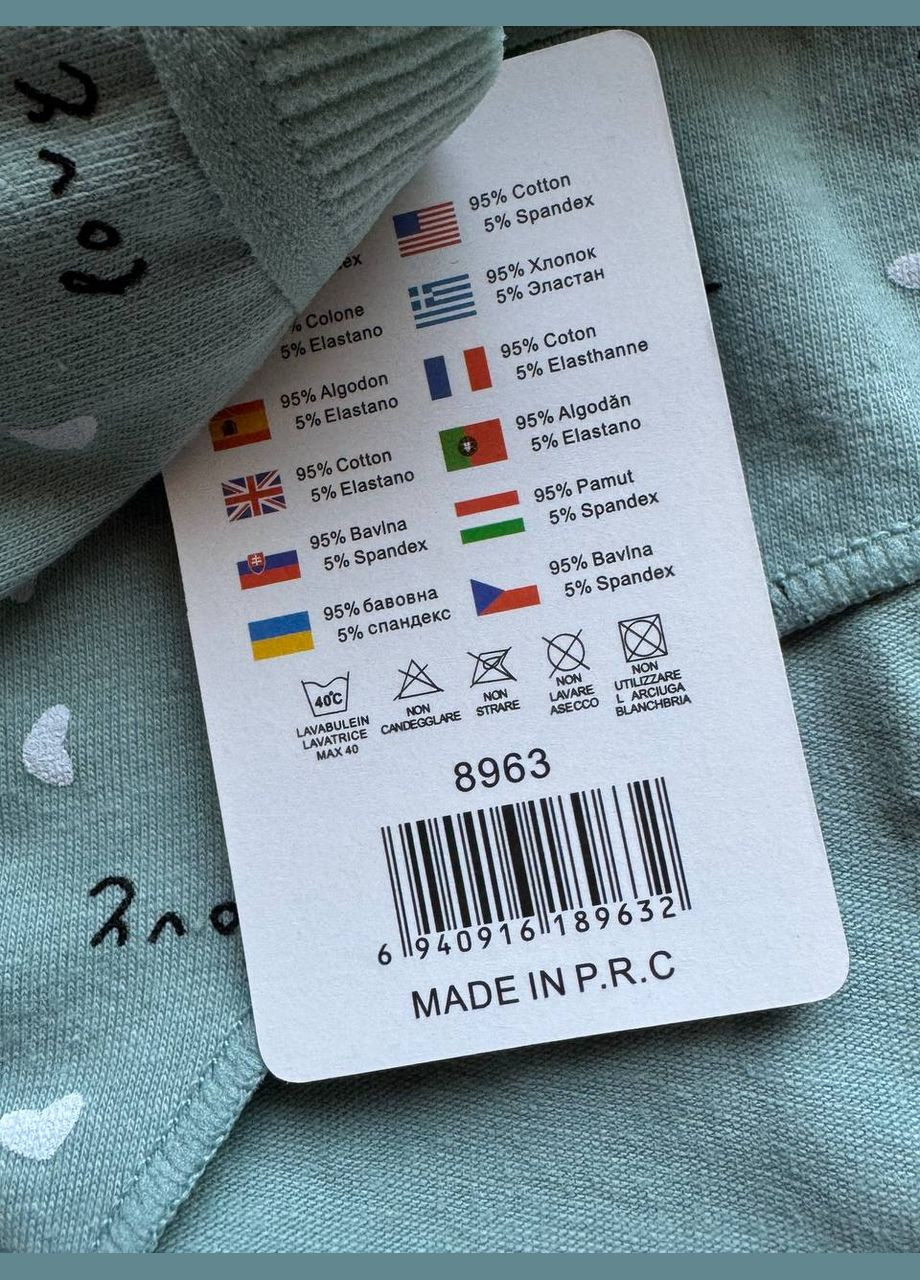 love
ex
95% Cotton
5% Spandex
% Colone
5% Elastano
95% Хлопок
5% Эластан
95% Algodon
5% Elastano
95% Coton
5% Elasthanne
95% Cotton
5% Elastano
95% Algodăn
5% Elastano
95% Bavlna
5% Spandex
95% Pamut
5% Spandex
95% бавовна
5% спандекс
95% Bavlna
5% Spandex
40°C
LAVABULEIN
LAVATRICE
MAX 40
NON
CANDEGGLARE
NON
STRARE
NON
LAVARE
ASECCO
NON
UTILIZZARE
L ARCIUGA
BLANCHBRIA
8963
6 940916 189632
MADE IN P.R.C